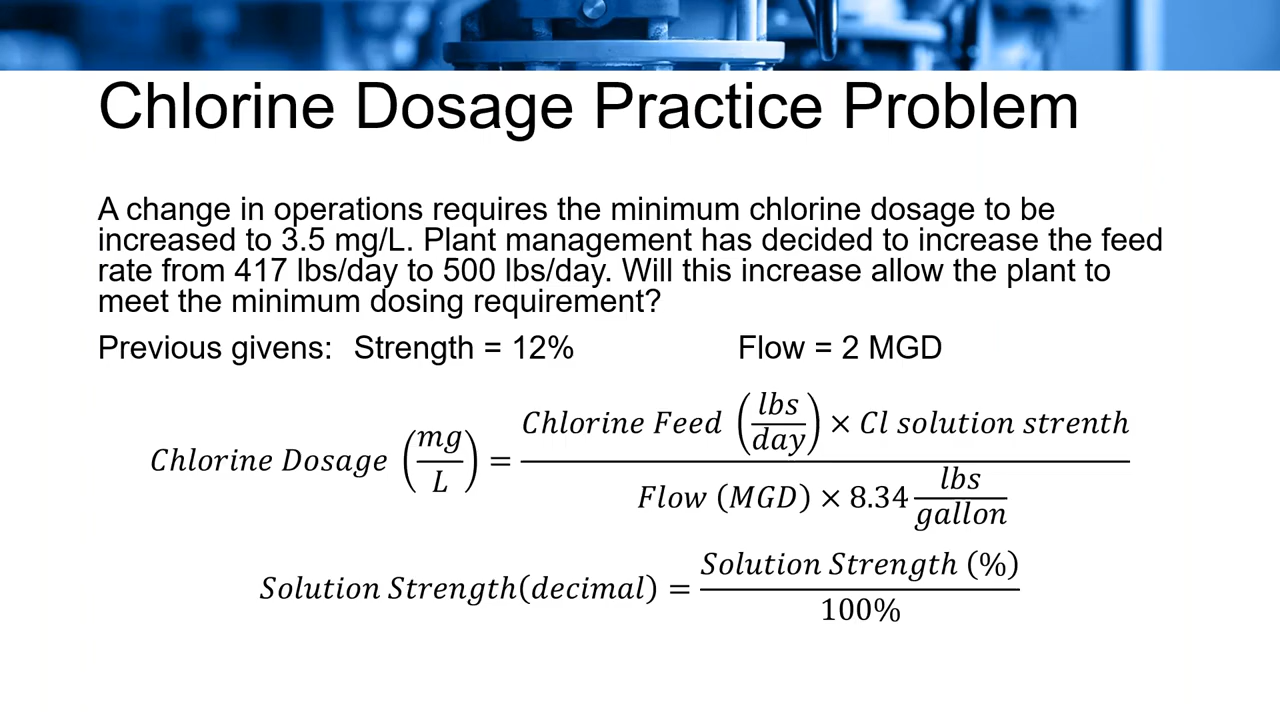 Chlorine Dosage Practice Problem
A change in operations requires the minimum chlorine dosage to be
increased to 3.5 mg/L. Plant management has decided to increase the feed
rate from 417 lbs/day to 500 lbs/day. Will this increase allow the plant to
meet the minimum dosing requirement?
Previous givens: Strength = 12% Flow = 2 MGD
Chlorine Dosage (mg/L) = Chlorine Feed (lbs/day) × Cl solution strenth
Flow (MGD) × 8.34 lbs/gallon
Solution Strength(decimal) = Solution Strength (%)
100%